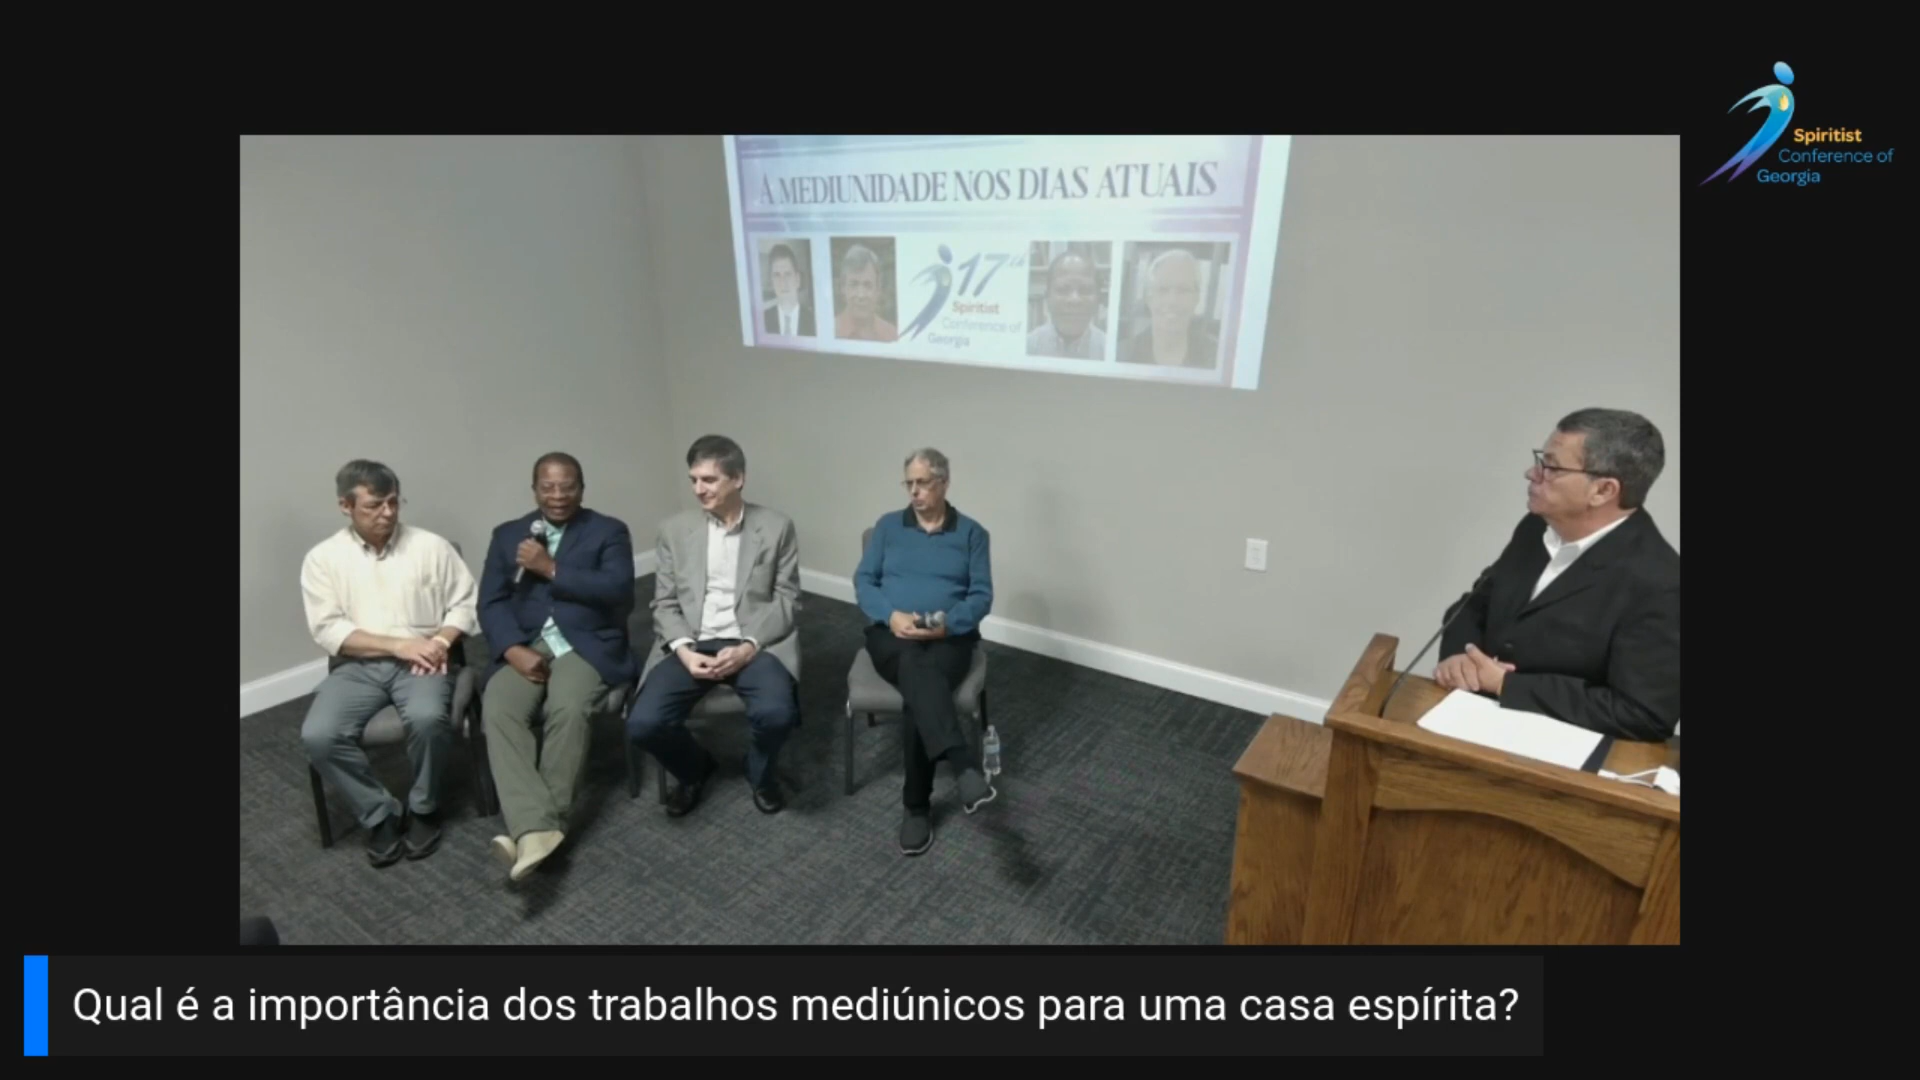 Spiritist
Conference of
Georgia
A MEDIUNIDADE NOS DIAS ATUAIS
17th
Spiritist
Conference of
Georgia
Qual é a importância dos trabalhos mediúnicos para uma casa espírita?